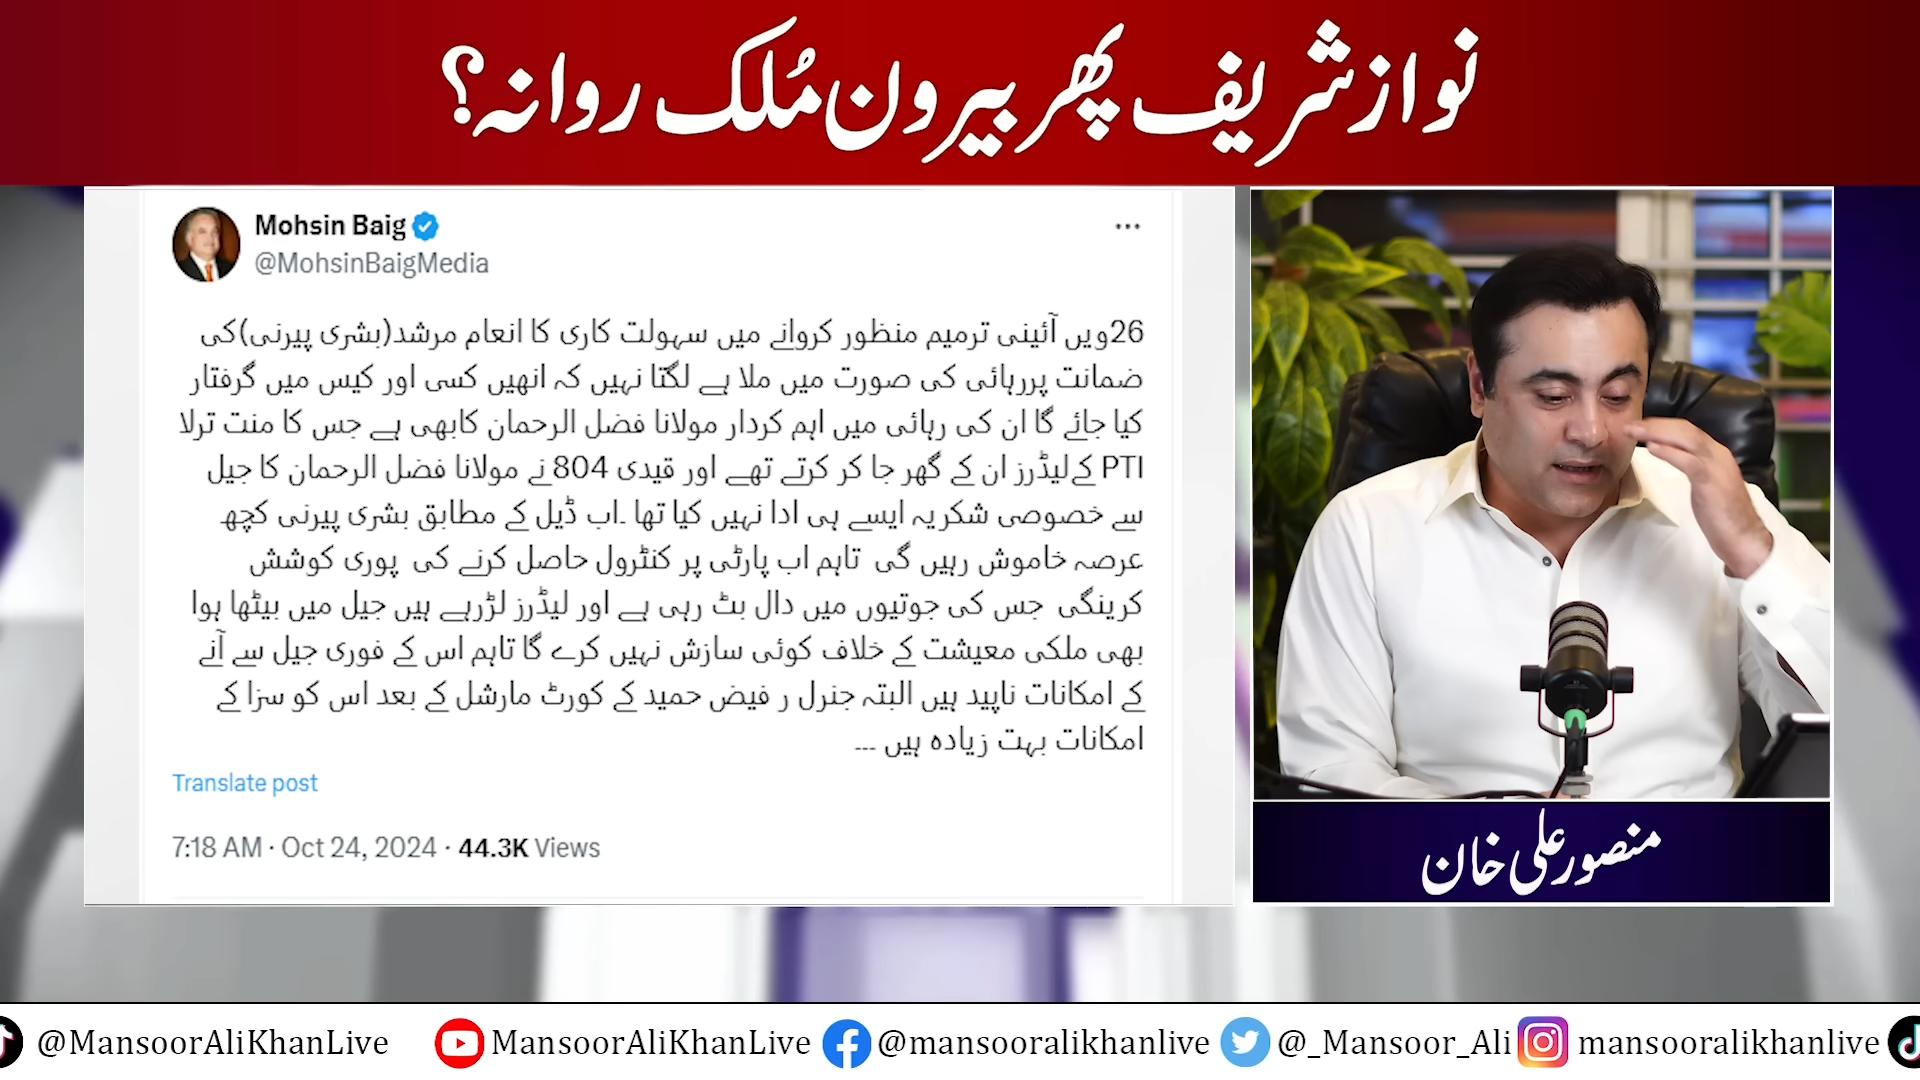 نواز شریف پھر بیرون مُلک روانہ؟
Mohsin Baig
@MohsinBaigMedia
26ویں آئینی ترمیم منظور کروانے میں سہولت کاری کا انعام مرشد(بشری پیرنی)کی
ضمانت پررہائی کی صورت میں ملا ہے لگتا نہیں کہ انھیں کسی اور کیس میں گرفتار
کیا جائے گا ان کی رہائی میں اہم کردار مولانا فضل الرحمان کابھی ہے جس کا منت ترلا
PTI کےلیڈرز ان کے گھر جا کر کرتے تھے اور قیدی 804 نے مولانا فضل الرحمان کا جیل
سے خصوصی شکریہ ایسے ہی ادا نہیں کیا تھا ۔اب ڈیل کے مطابق بشری پیرنی کچھ
عرصہ خاموش رہیں گی تاہم اب پارٹی پر کنٹرول حاصل کرنے کی پوری کوشش
کرینگی جس کی جوتیوں میں دال بٹ رہی ہے اور لیڈرز لڑرہے ہیں جیل میں بیٹھا ہوا
بھی ملکی معیشت کے خلاف کوئی سازش نہیں کرے گا تاہم اس کے فوری جیل سے آنے
کے امکانات ناپید ہیں البتہ جنرل ر فیض حمید کے کورٹ مارشل کے بعد اس کو سزا کے
امکانات بہت زیادہ ہیں ...
Translate post
7:18 AM · Oct 24, 2024 · 44.3K Views
منصور علی خان
@MansoorAliKhanLive MansoorAliKhanLive @mansooralikhanlive @_Mansoor_Ali mansooralikhanlive